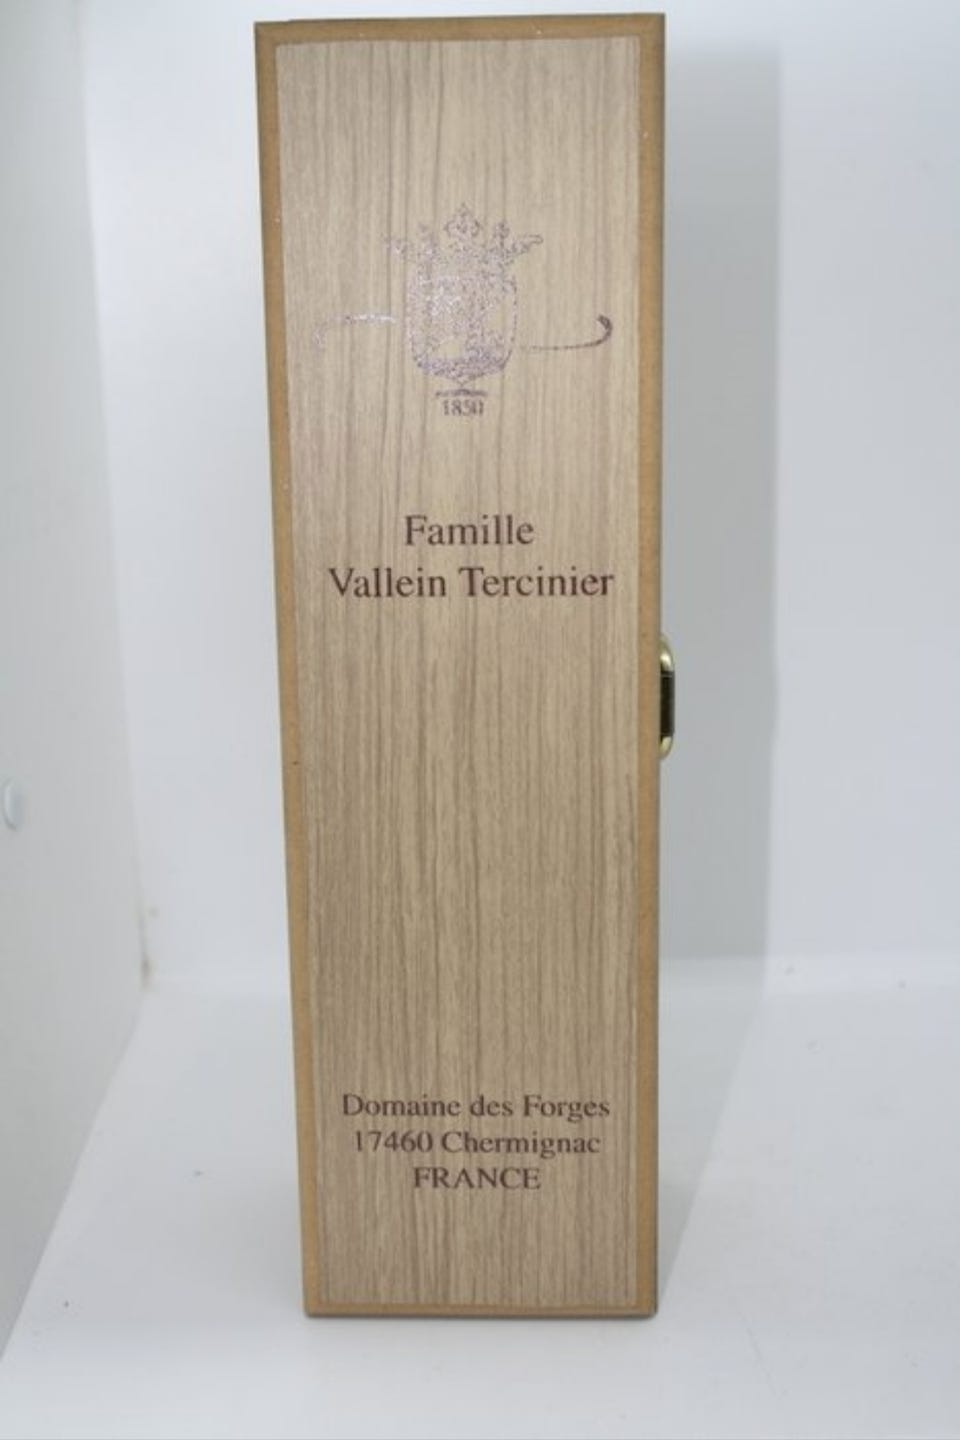 1850
Famille
Vallein Tercinier
Domaine des Forges
17460 Chermignac
FRANCE